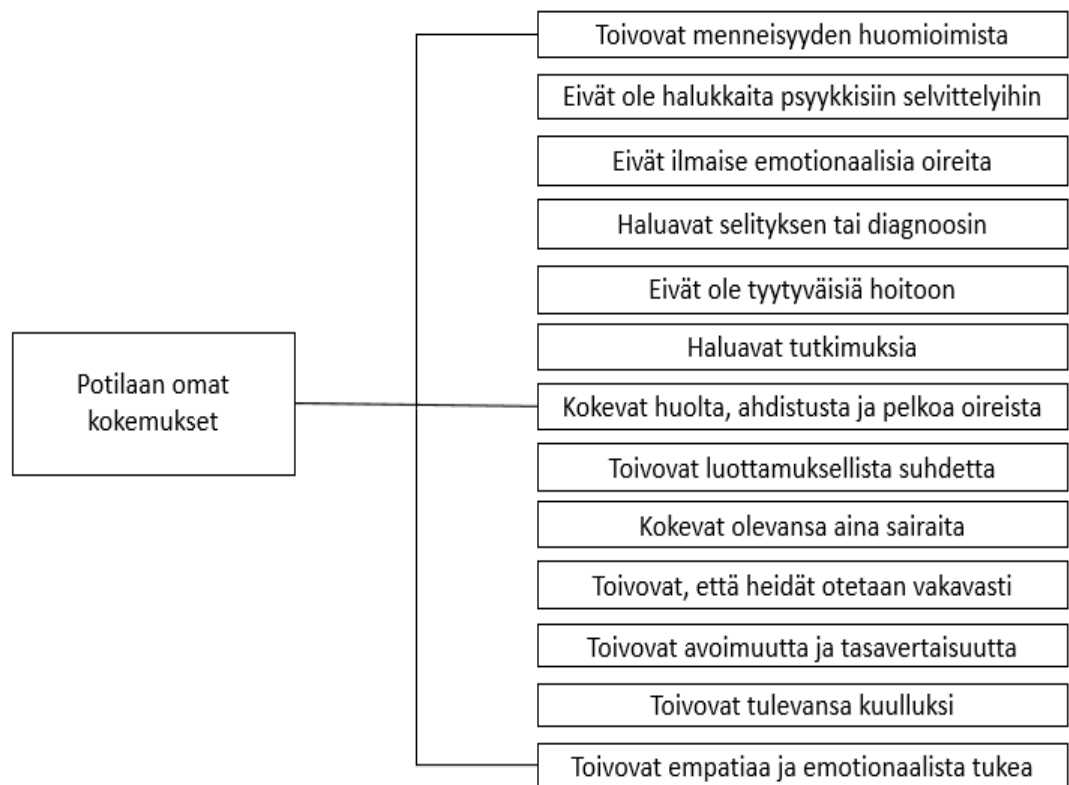 Toivovat menneisyyden huomioimista
Eivät ole halukkaita psyykkisiin selvittelyihin
Eivät ilmaise emotionaalisia oireita
Haluavat selityksen tai diagnoosin
Eivät ole tyytyväisiä hoitoon
Haluavat tutkimuksia
Potilaan omat
kokemukset
Kokevat huolta, ahdistusta ja pelkoa oireista
Toivovat luottamuksellista suhdetta
Kokevat olevansa aina sairaita
Toivovat, että heidät otetaan vakavasti
Toivovat avoimuutta ja tasavertaisuutta
Toivovat tulevansa kuulluksi
Toivovat empatiaa ja emotionaalista tukea